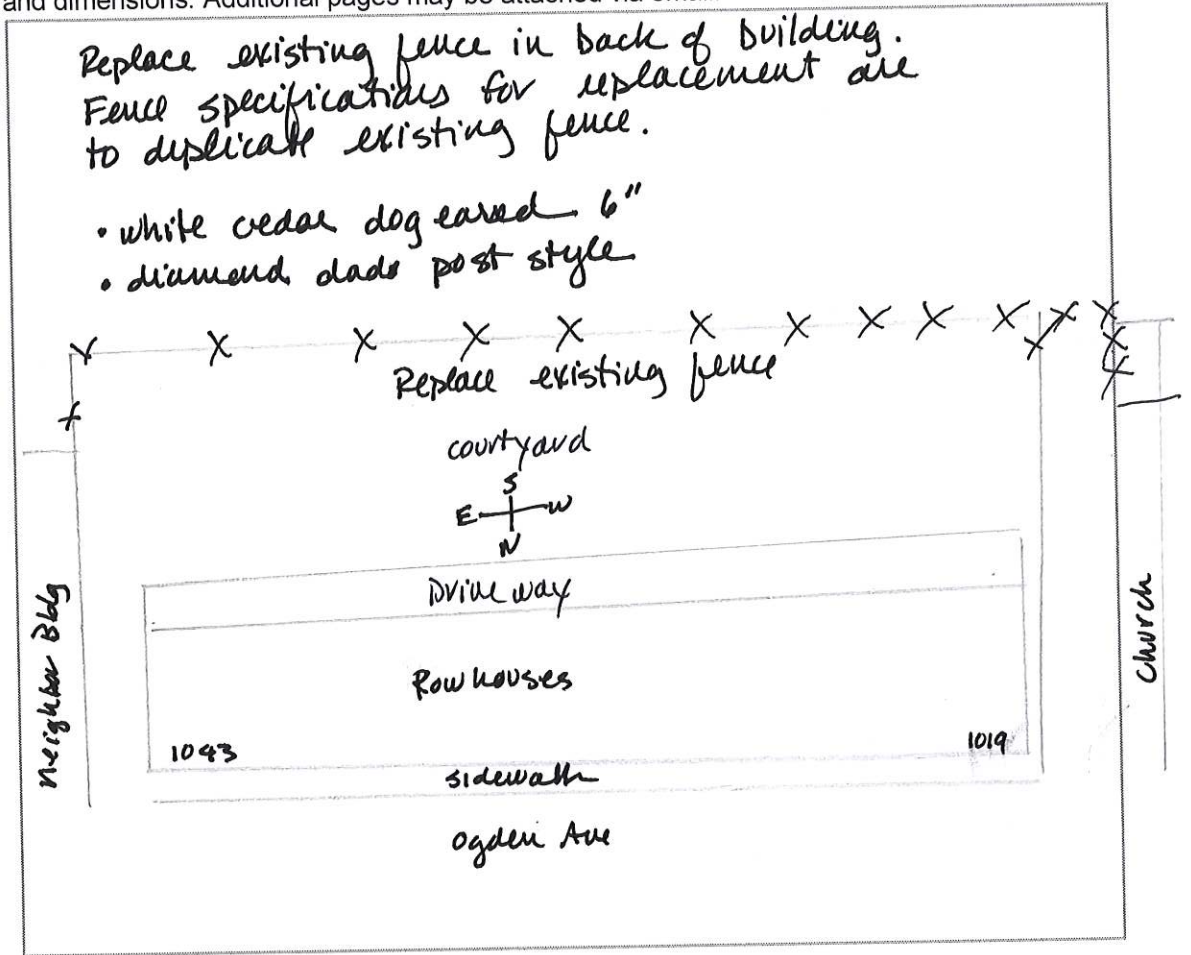 and dimensions. Additional pages may be attached via
Replace existing fence in back of building.
Fence specifications for replacement are
to duplicate existing fence.
• white cedar dog eared 6"
• diamond dado post style
X X X X X X X X X X X X
X X
X X
Replace existing fence
X
courtyard
S
E W
N
Driveway
neighbor Bldg
Church
Rowhouses
1043
1019
sidewalk
Ogden Ave